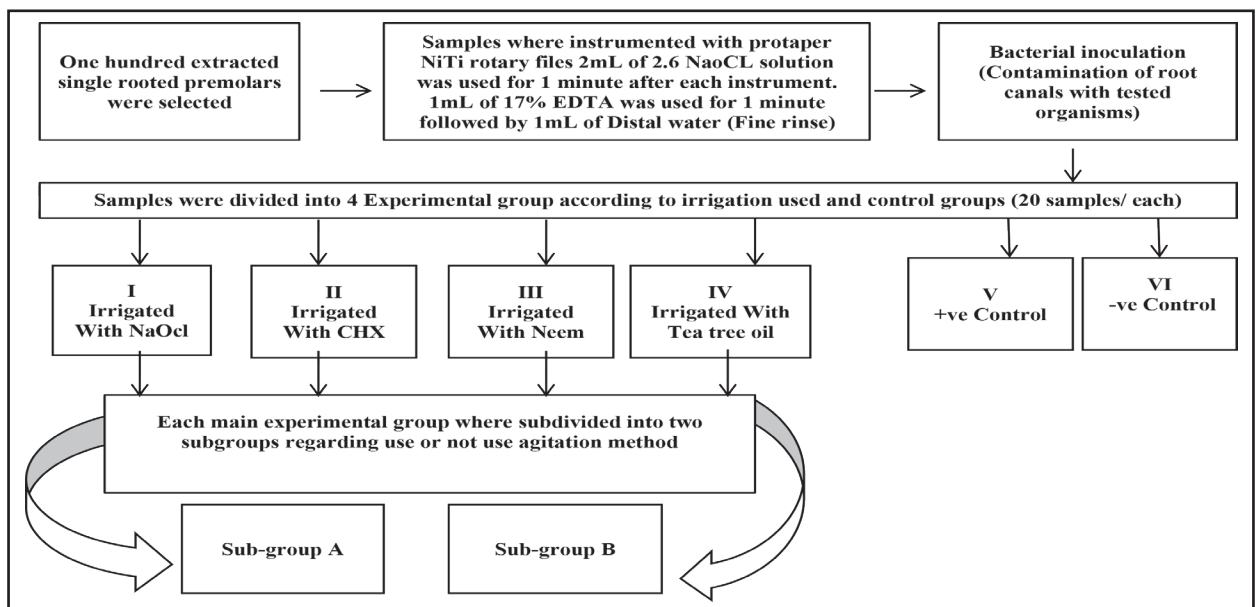 One hundred extracted
single rooted premolars
were selected
Samples where instrumented with protaper
NiTi rotary files 2mL of 2.6 NaoCL solution
was used for 1 minute after each instrument.
1mL of 17% EDTA was used for 1 minute
followed by 1mL of Distal water (Fine rinse)
Bacterial inoculation
(Contamination of root
canals with tested
organisms)
Samples were divided into 4 Experimental group according to irrigation used and control groups (20 samples/ each)
I
Irrigated
With NaOcl
II
Irrigated
With CHX
III
Irrigated
With Neem
IV
Irrigated With
Tea tree oil
V
+ve Control
VI
-ve Control
Each main experimental group where subdivided into two
subgroups regarding use or not use agitation method
Sub-group A
Sub-group B